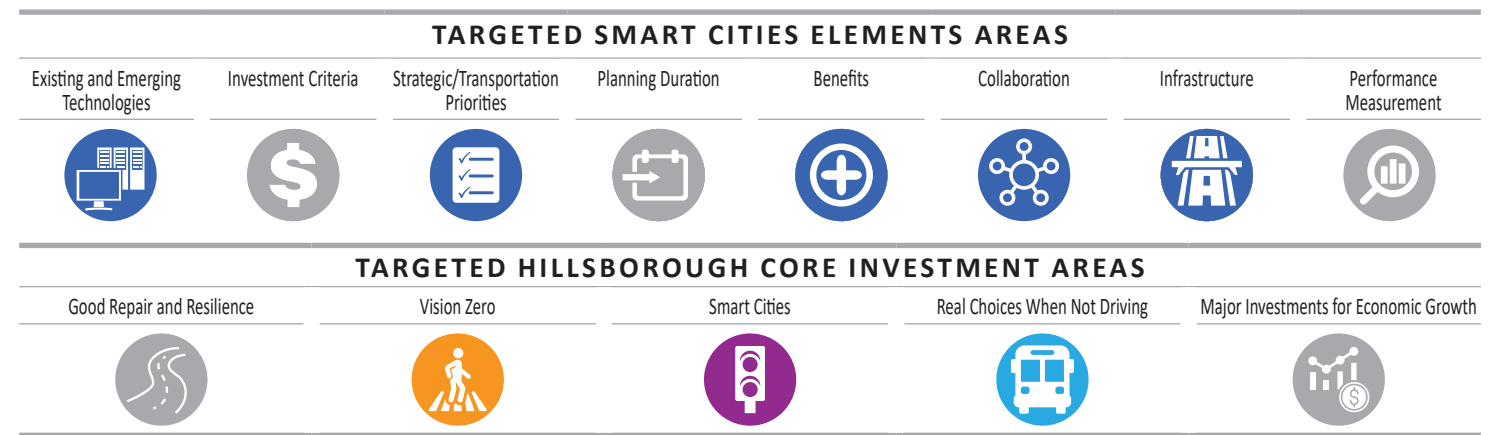 TARGETED SMART CITIES ELEMENTS AREAS
Existing and Emerging
Technologies
Investment Criteria
Strategic/Transportation
Priorities
Planning Duration
Benefits
Collaboration
Infrastructure
Performance
Measurement
$
TARGETED HILLSBOROUGH CORE INVESTMENT AREAS
Good Repair and Resilience
Vision Zero
Smart Cities
Real Choices When Not Driving
Major Investments for Economic Growth
$